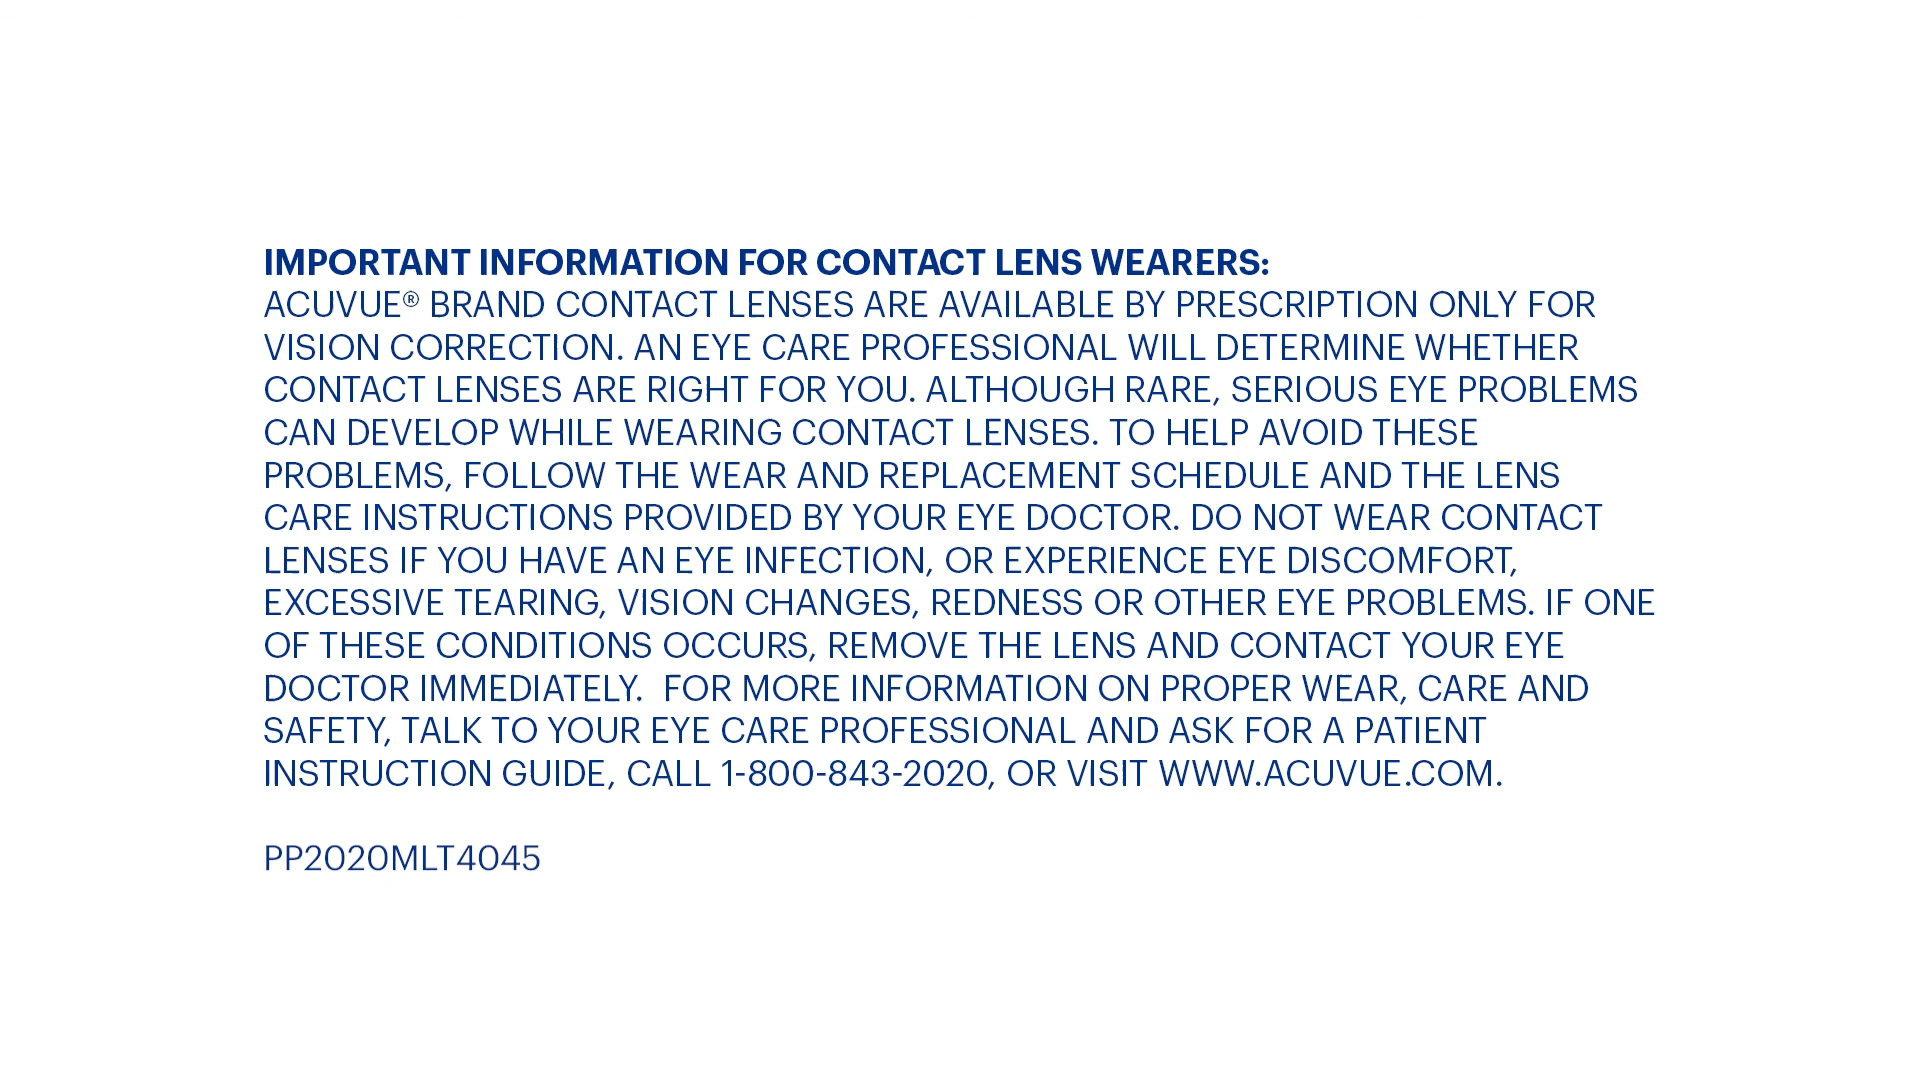 IMPORTANT INFORMATION FOR CONTACT LENS WEARERS:
ACUVUE® BRAND CONTACT LENSES ARE AVAILABLE BY PRESCRIPTION ONLY FOR
VISION CORRECTION. AN EYE CARE PROFESSIONAL WILL DETERMINE WHETHER
CONTACT LENSES ARE RIGHT FOR YOU. ALTHOUGH RARE, SERIOUS EYE PROBLEMS
CAN DEVELOP WHILE WEARING CONTACT LENSES. TO HELP AVOID THESE
PROBLEMS, FOLLOW THE WEAR AND REPLACEMENT SCHEDULE AND THE LENS
CARE INSTRUCTIONS PROVIDED BY YOUR EYE DOCTOR. DO NOT WEAR CONTACT
LENSES IF YOU HAVE AN EYE INFECTION, OR EXPERIENCE EYE DISCOMFORT,
EXCESSIVE TEARING, VISION CHANGES, REDNESS OR OTHER EYE PROBLEMS. IF ONE
OF THESE CONDITIONS OCCURS, REMOVE THE LENS AND CONTACT YOUR EYE
DOCTOR IMMEDIATELY.  FOR MORE INFORMATION ON PROPER WEAR, CARE AND
SAFETY, TALK TO YOUR EYE CARE PROFESSIONAL AND ASK FOR A PATIENT
INSTRUCTION GUIDE, CALL 1-800-843-2020, OR VISIT WWW.ACUVUE.COM.
PP2020MLT4045